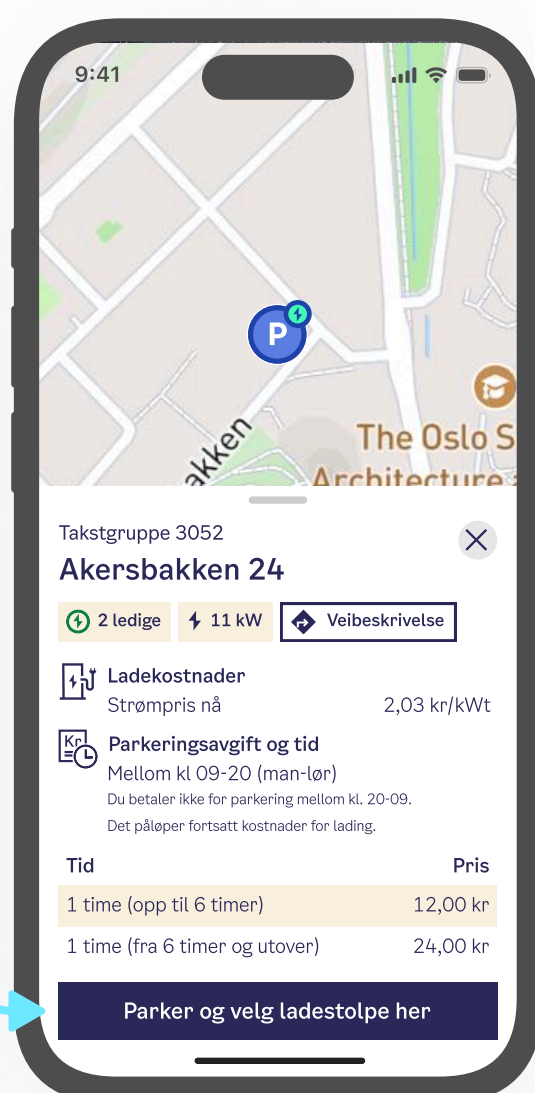 9:41
P
akken
The Oslo S
Architecture
Takstgruppe 3052
Akersbakken 24
2 ledige
11 kW
Veibeskrivelse
Ladekostnader
Strømpris nå 2,03 kr/kWt
Kr
Parkeringsavgift og tid
Mellom kl 09-20 (man-lør)
Du betaler ikke for parkering mellom kl. 20-09.
Det påløper fortsatt kostnader for lading.
Tid Pris
1 time (opp til 6 timer) 12,00 kr
1 time (fra 6 timer og utover) 24,00 kr
Parker og velg ladestolpe her